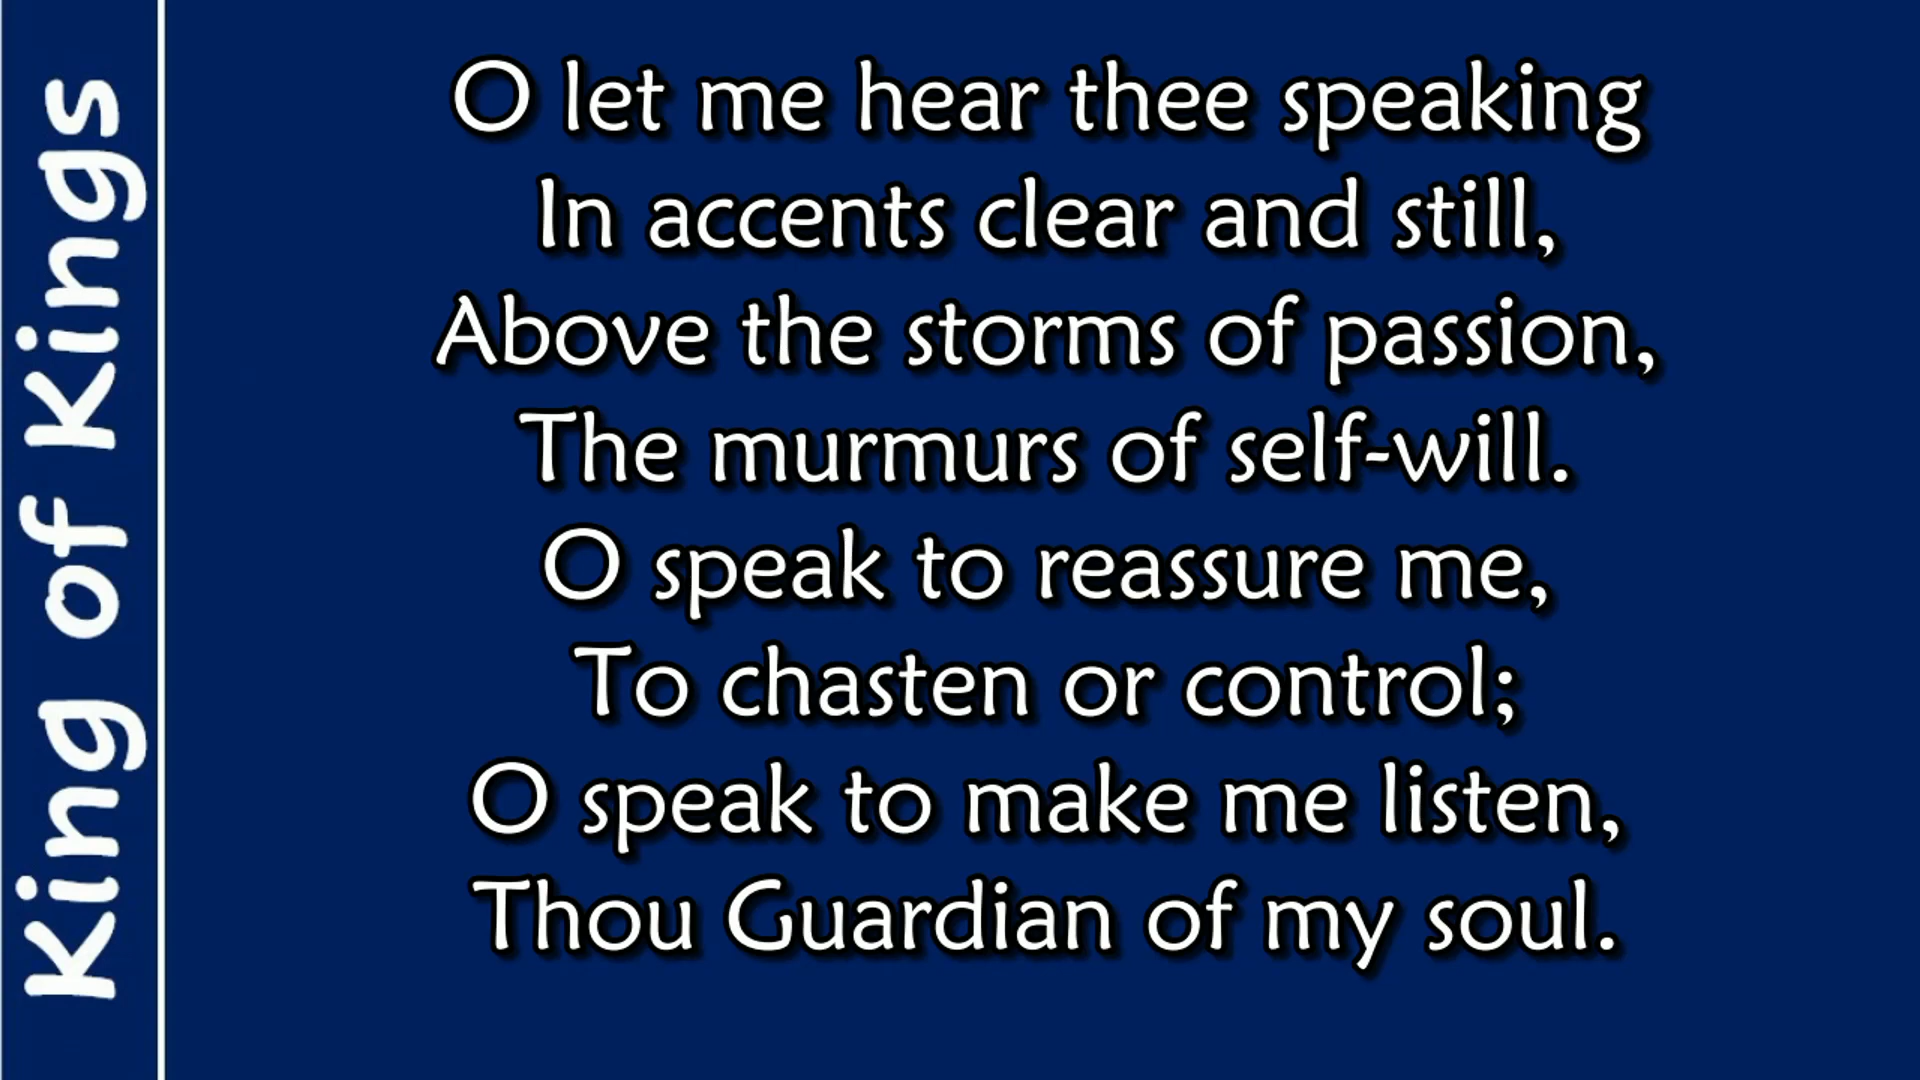 King of Kings
O let me hear thee speaking
In accents clear and still,
Above the storms of passion,
The murmurs of self-will.
O speak to reassure me,
To chasten or control;
O speak to make me listen,
Thou Guardian of my soul.